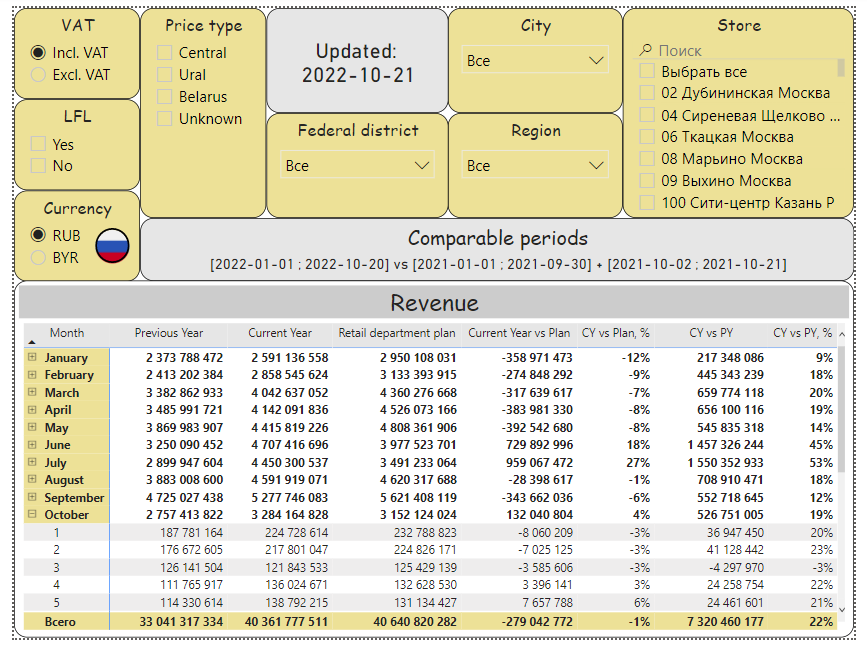 VAT
Incl. VAT
Excl. VAT
LFL
Yes
No
Currency
RUB
BYR
Price type
Central
Ural
Belarus
Unknown
Updated:
2022-10-21
Federal district
Все
City
Все
Region
Все
Store
Поиск
Выбрать все
02 Дубининская Москва
04 Сиреневая Щелково ...
06 Ткацкая Москва
08 Марьино Москва
09 Выхино Москва
100 Сити-центр Казань Р
Comparable periods
[2022-01-01 ; 2022-10-20] vs [2021-01-01 ; 2021-09-30] + [2021-10-02 ; 2021-10-21]
Revenue
Month Previous Year Current Year Retail department plan Current Year vs Plan CY vs Plan, % CY vs PY CY vs PY, %
January 2 373 788 472 2 591 136 558 2 950 108 031 -358 971 473 -12% 217 348 086 9%
February 2 413 202 384 2 858 545 624 3 133 393 915 -274 848 292 -9% 445 343 239 18%
March 3 382 862 933 4 042 637 052 4 360 276 668 -317 639 617 -7% 659 774 118 20%
April 3 485 991 721 4 142 091 836 4 526 073 166 -383 981 330 -8% 656 100 116 19%
May 3 869 983 907 4 415 819 226 4 808 361 906 -392 542 680 -8% 545 835 318 14%
June 3 250 090 452 4 707 416 696 3 977 523 701 729 892 996 18% 1 457 326 244 45%
July 2 899 947 604 4 450 300 537 3 491 233 064 959 067 472 27% 1 550 352 933 53%
August 3 883 008 600 4 591 919 071 4 620 317 688 -28 398 617 -1% 708 910 471 18%
September 4 725 027 438 5 277 746 083 5 621 408 119 -343 662 036 -6% 552 718 645 12%
October 2 757 413 822 3 284 164 828 3 152 124 024 132 040 804 4% 526 751 005 19%
1 187 781 164 224 728 614 232 788 823 -8 060 209 -3% 36 947 450 20%
2 176 672 605 217 801 047 224 826 171 -7 025 125 -3% 41 128 442 23%
3 126 141 504 121 843 533 125 429 139 -3 585 606 -3% -4 297 970 -3%
4 111 765 917 136 024 671 132 628 530 3 396 141 3% 24 258 754 22%
5 114 330 614 138 792 215 131 134 427 7 657 788 6% 24 461 601 21%
Всего 33 041 317 334 40 361 777 511 40 640 820 282 -279 042 772 -1% 7 320 460 177 22%